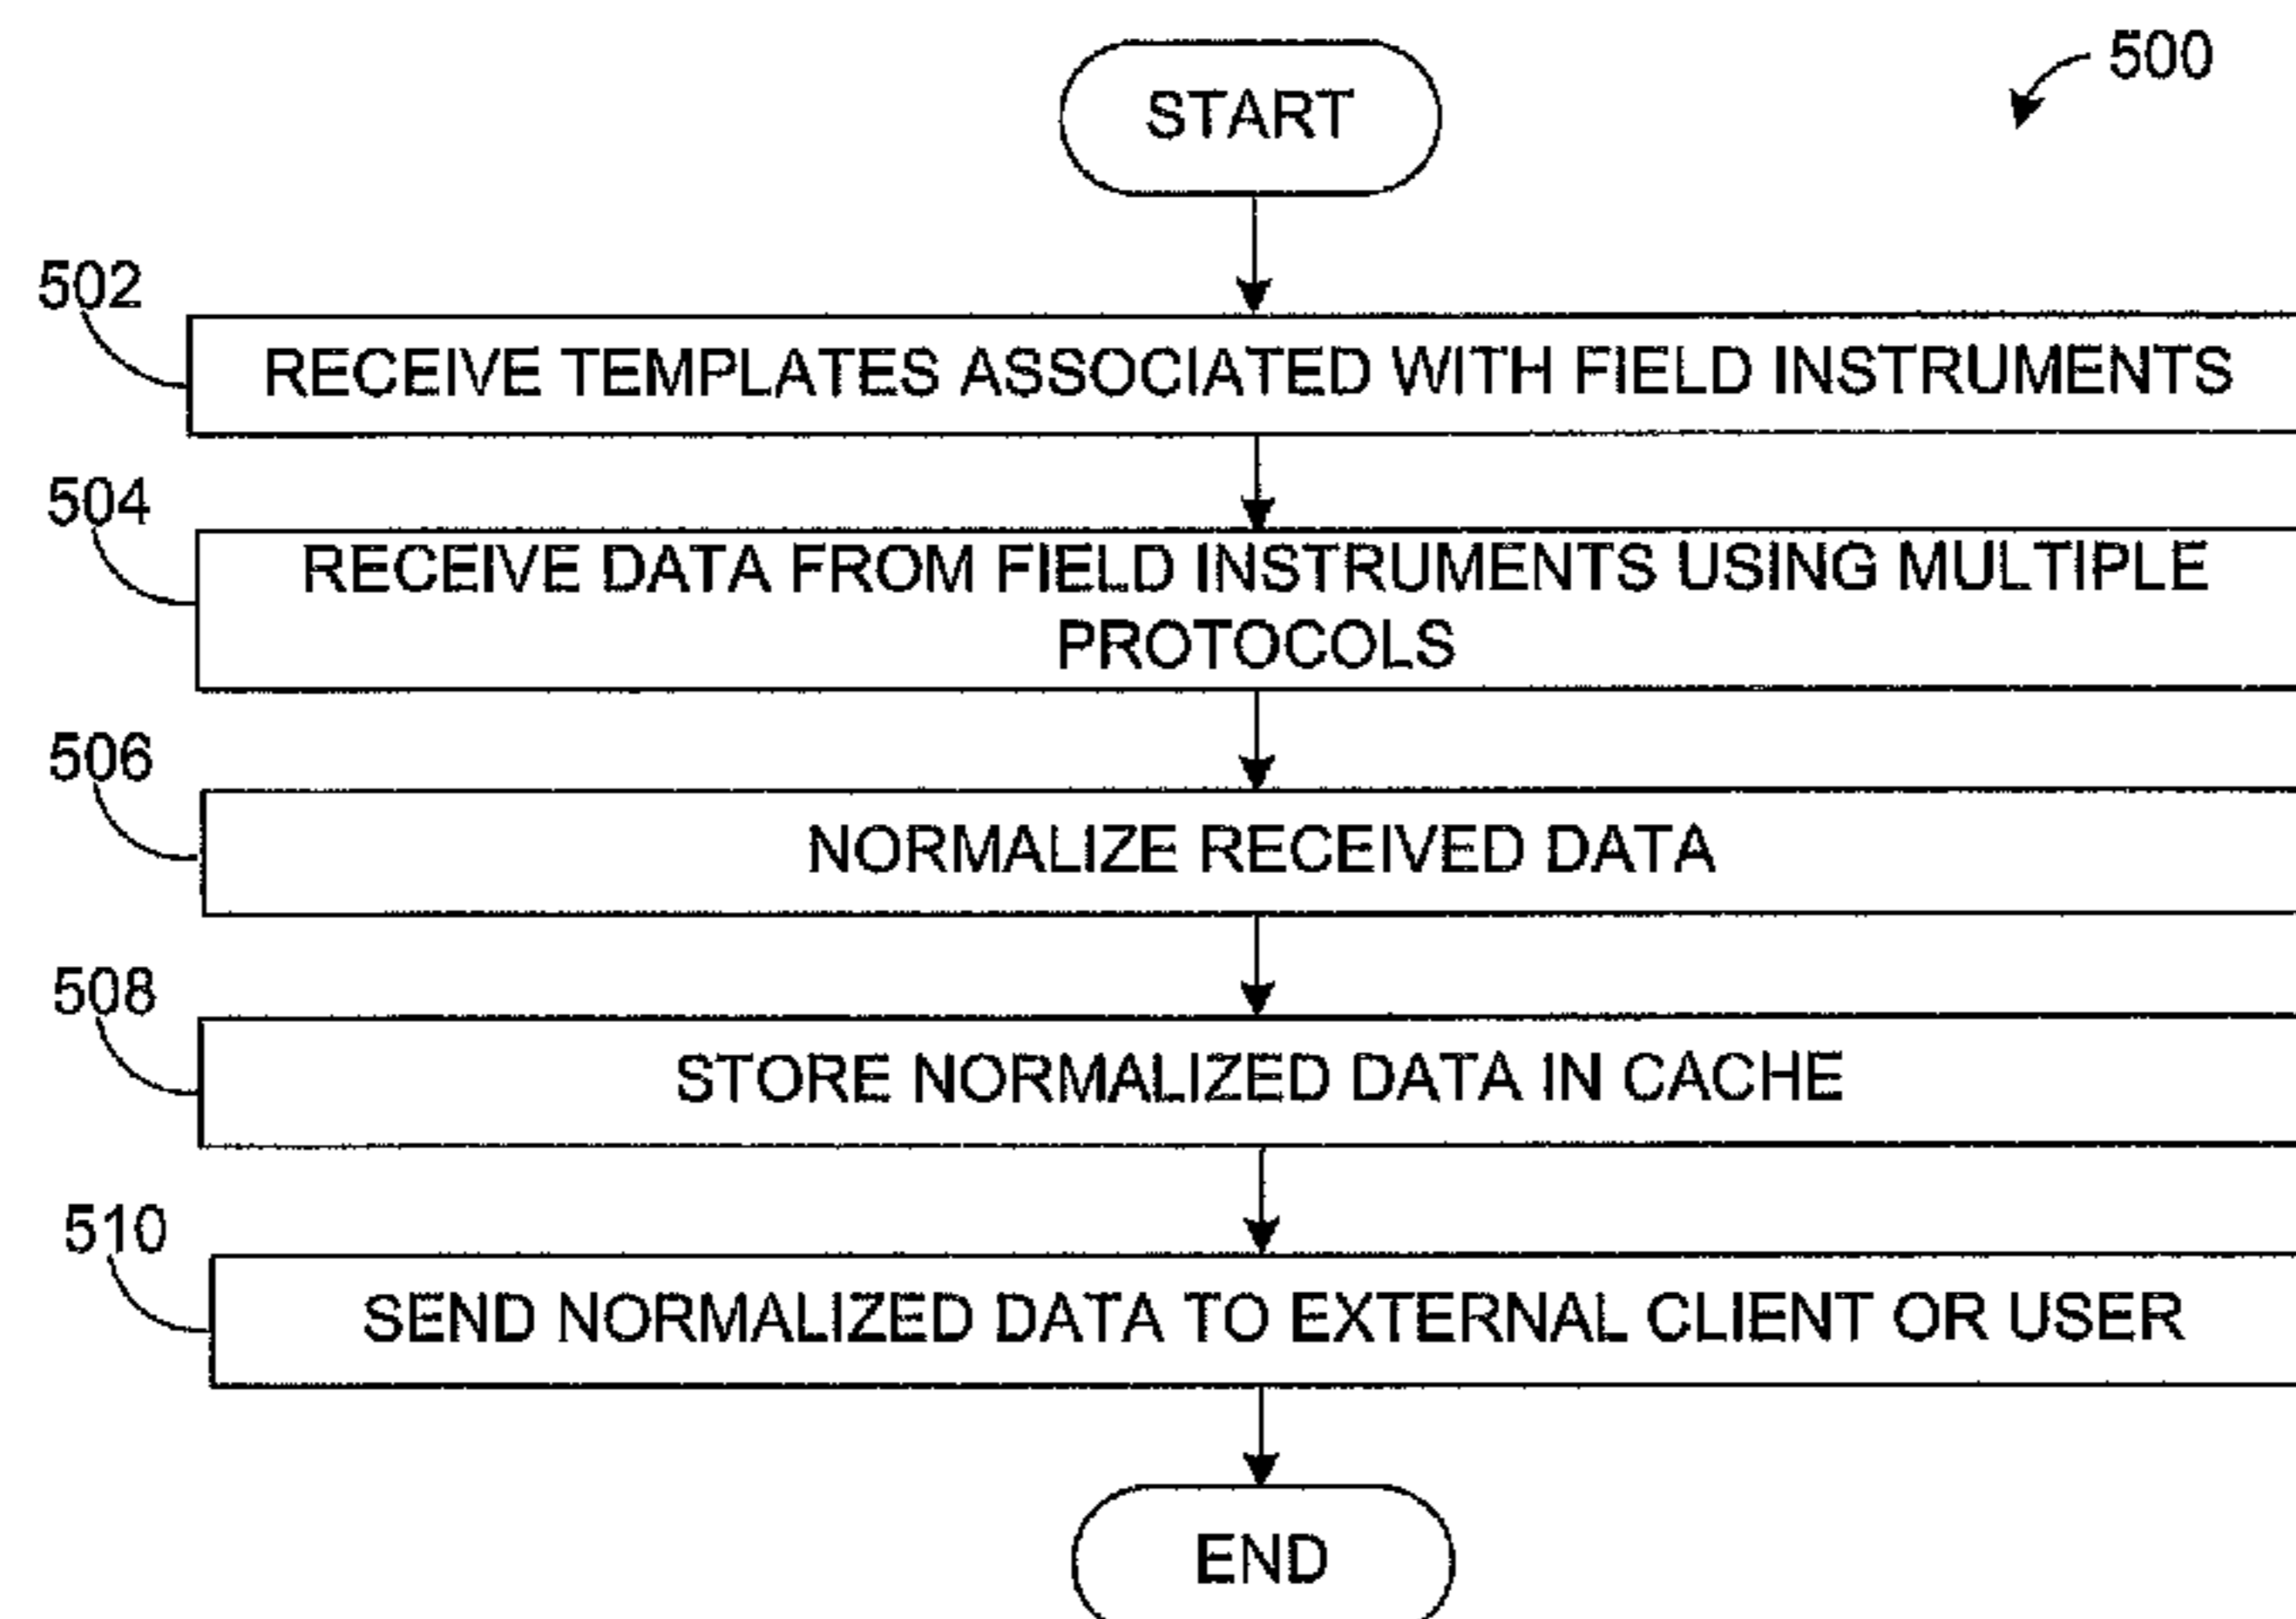 500
START
502
RECEIVE TEMPLATES ASSOCIATED WITH FIELD INSTRUMENTS
504
RECEIVE DATA FROM FIELD INSTRUMENTS USING MULTIPLE
PROTOCOLS
506
NORMALIZE RECEIVED DATA
508
STORE NORMALIZED DATA IN CACHE
510
SEND NORMALIZED DATA TO EXTERNAL CLIENT OR USER
END